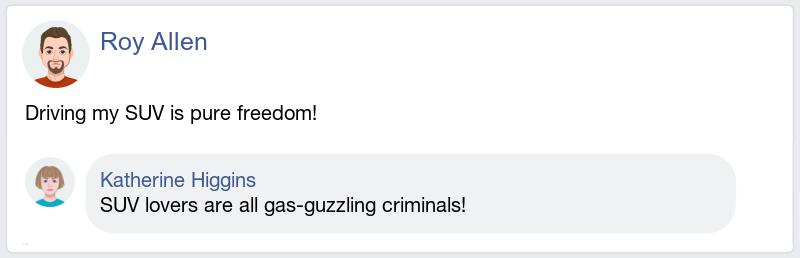 Roy Allen
Driving my SUV is pure freedom!
Katherine Higgins
SUV lovers are all gas-guzzling criminals!